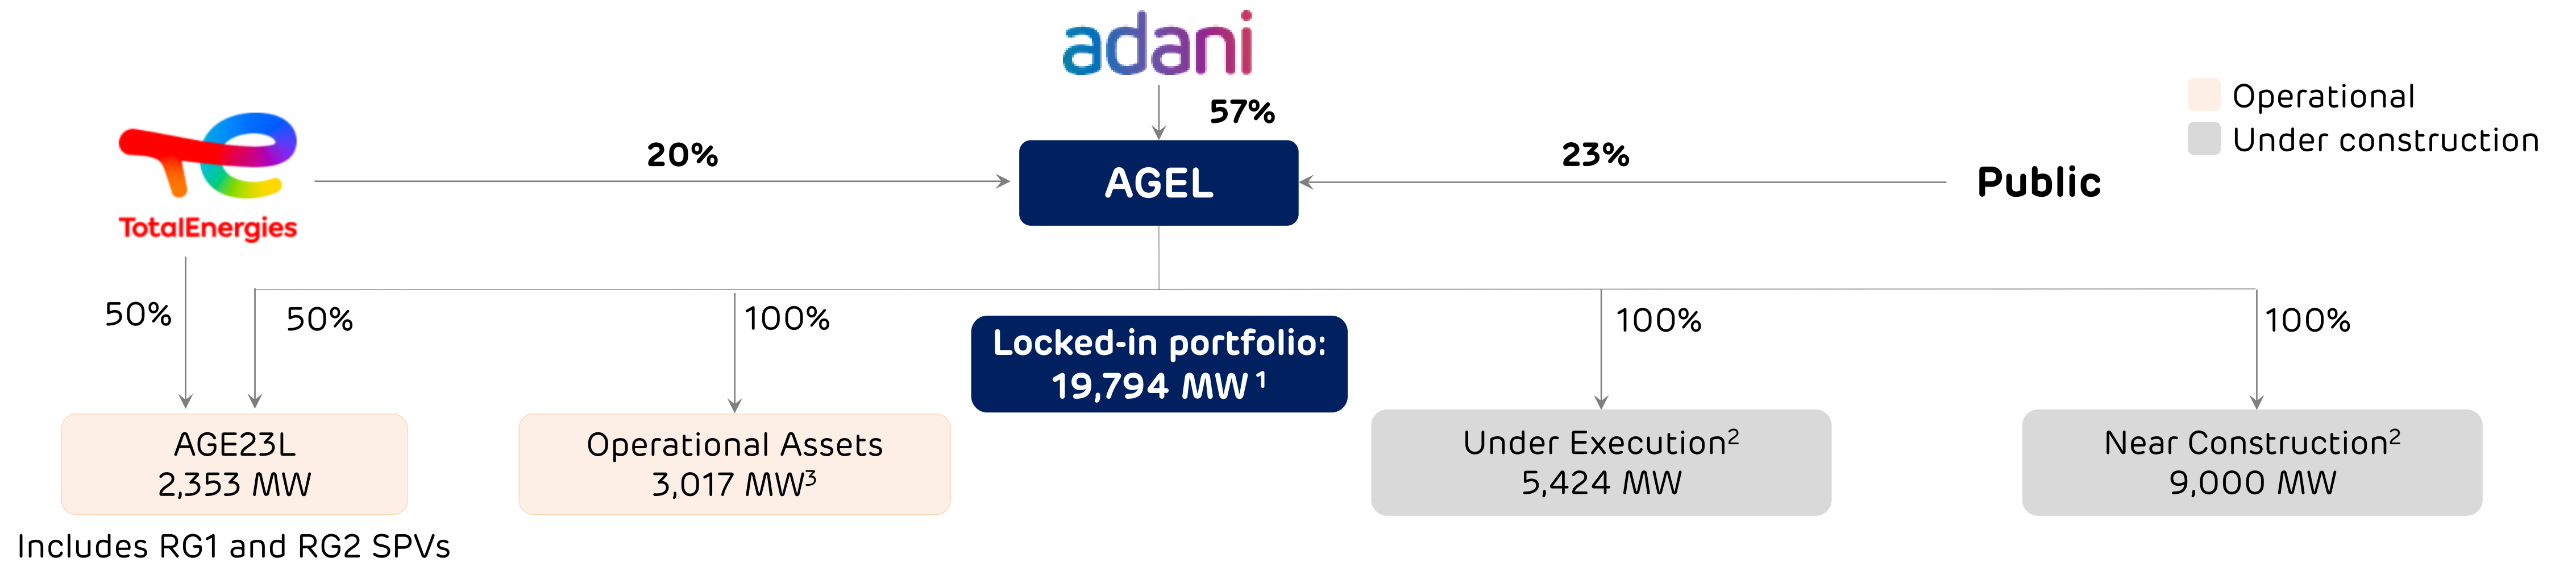 adani
57%
Operational
Under construction
TotalEnergies
20%
AGEL
23%
Public
50%
50%
100%
Locked-in portfolio:
19,794 MW ¹
100%
100%
AGE23L
2,353 MW
Operational Assets
3,017 MW³
Under Execution²
5,424 MW
Near Construction²
9,000 MW
Includes RG1 and RG2 SPVs